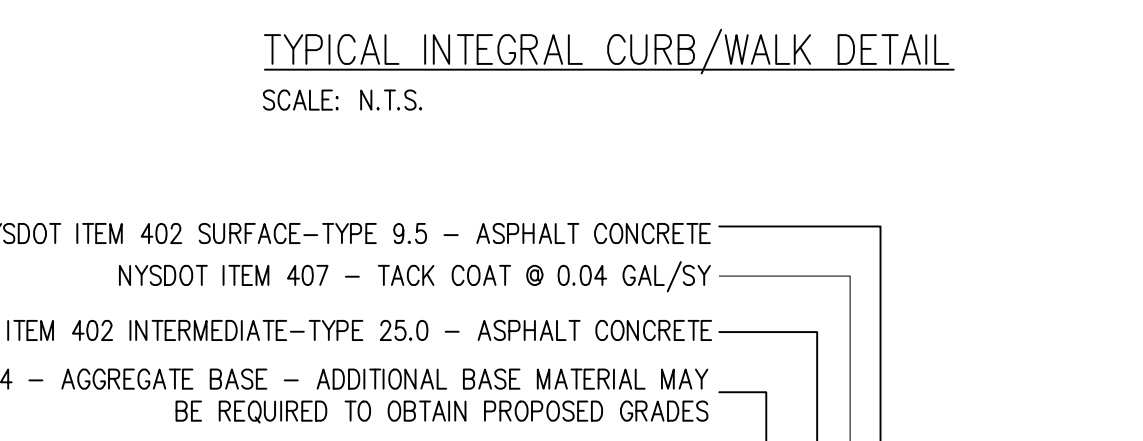 TYPICAL INTEGRAL CURB/WALK DETAIL
SCALE: N.T.S.
YSDOT ITEM 402 SURFACE-TYPE 9.5 - ASPHALT CONCRETE
NYSDOT ITEM 407 - TACK COAT @ 0.04 GAL/SY
ITEM 402 INTERMEDIATE-TYPE 25.0 - ASPHALT CONCRETE
4 - AGGREGATE BASE - ADDITIONAL BASE MATERIAL MAY
BE REQUIRED TO OBTAIN PROPOSED GRADES